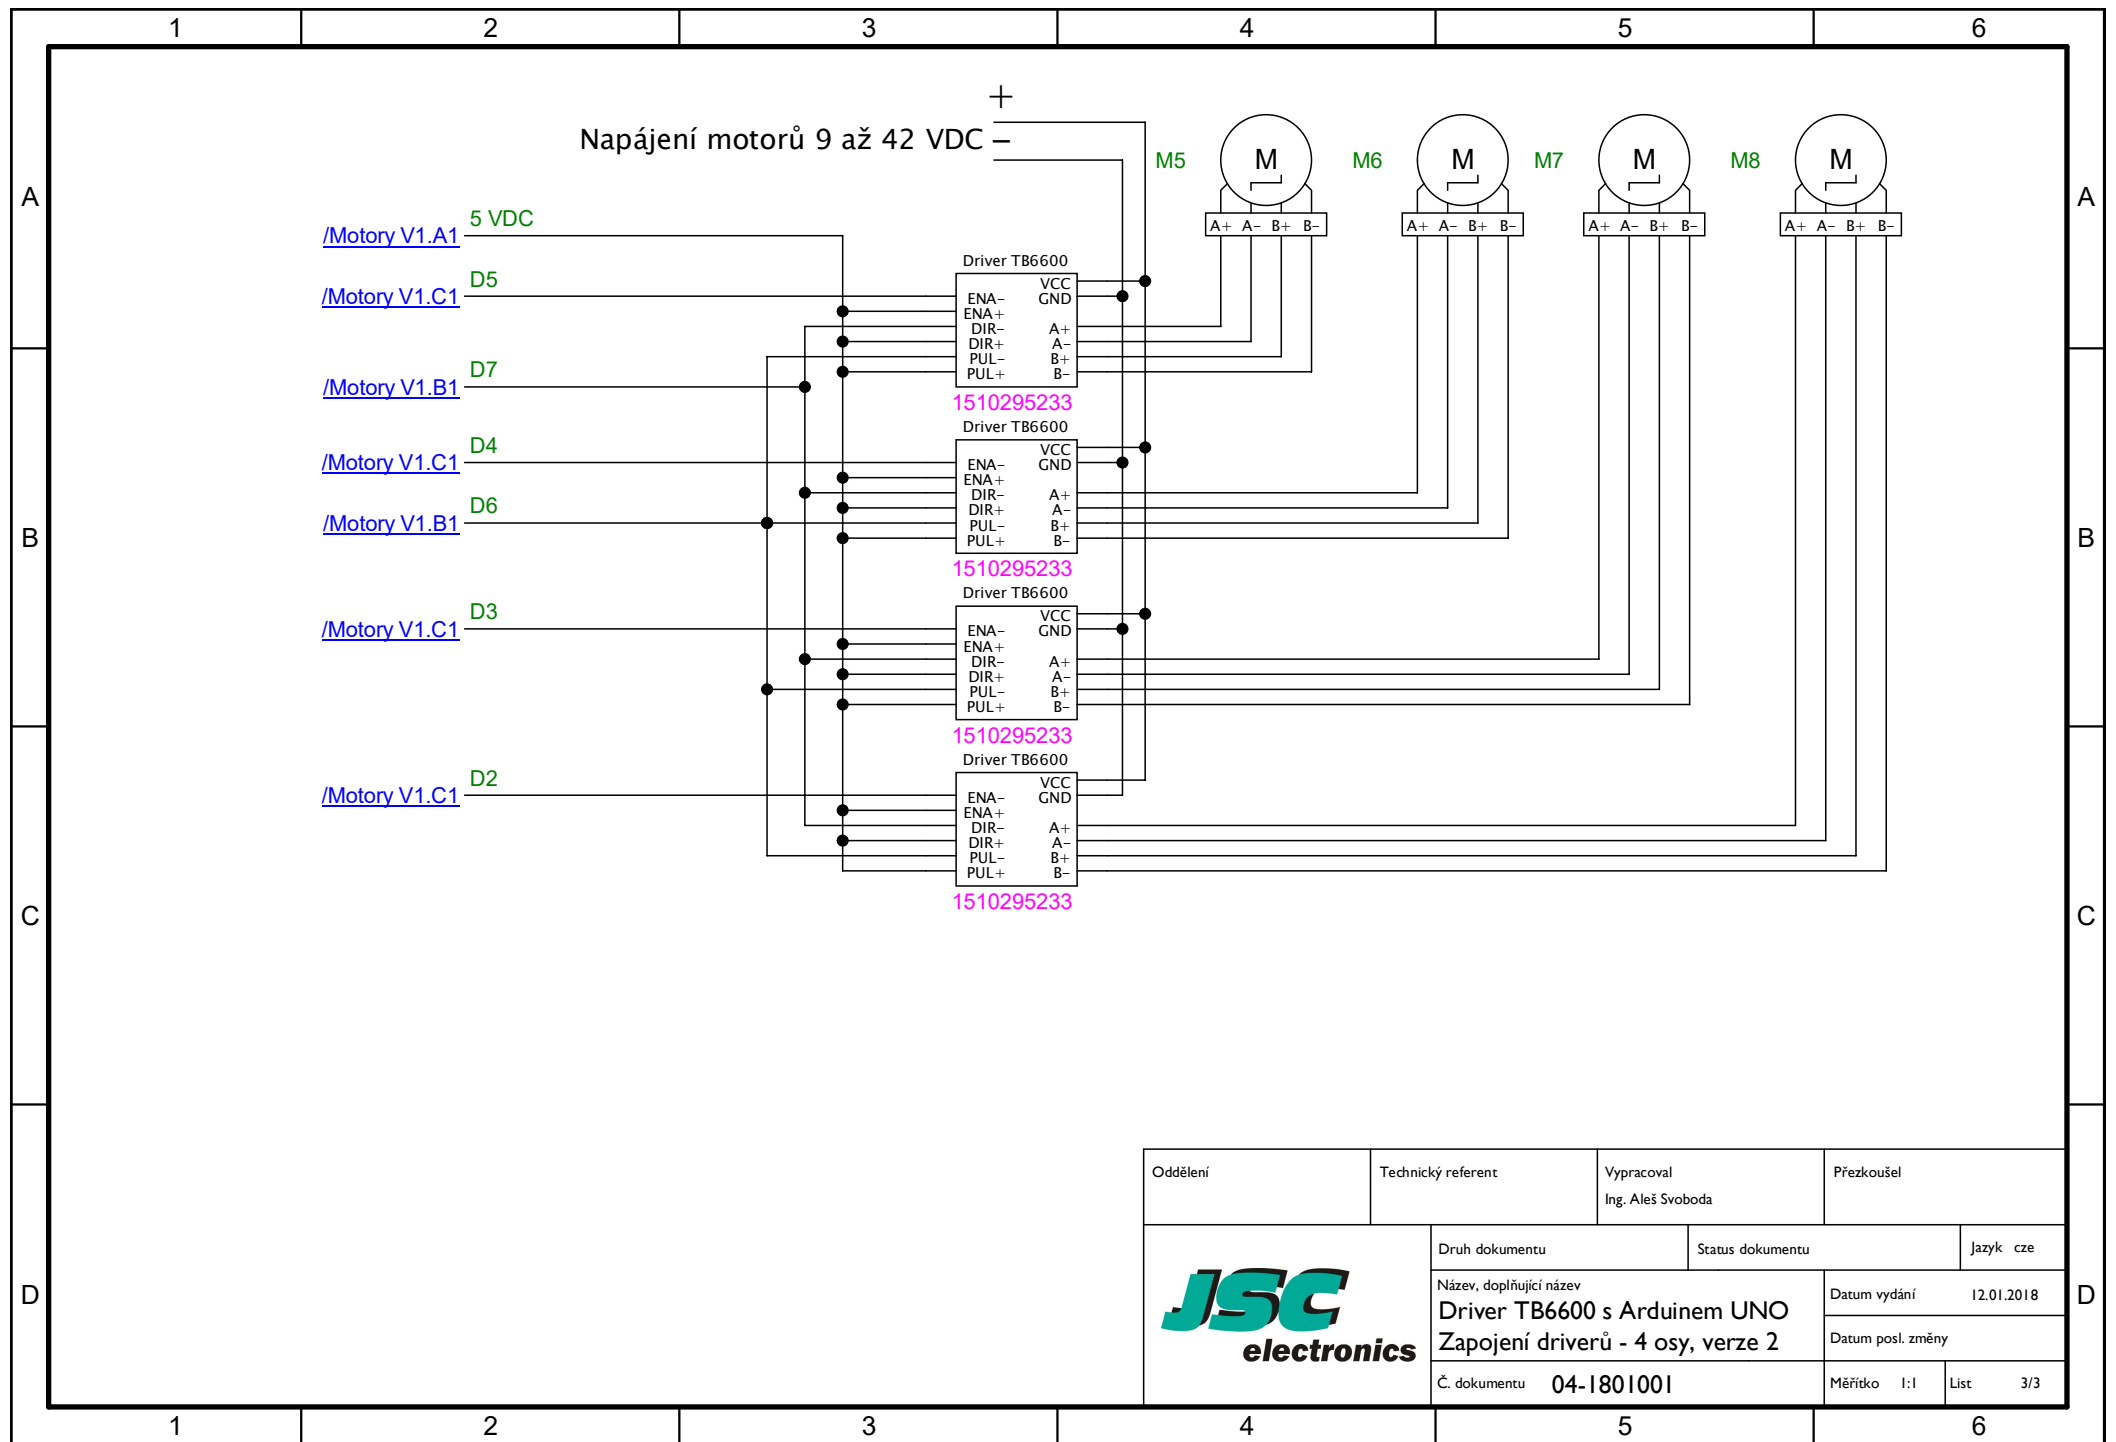 1 2 3 4 5 6
+
Napájení motorů 9 až 42 VDC −
M5 M M6 M M7 M M8 M
A A
A+ A- B+ B- A+ A- B+ B- A+ A- B+ B- A+ A- B+ B-
5 VDC
/Motory V1.A1
D5
/Motory V1.C1
D7
/Motory V1.B1
D4
/Motory V1.C1
D6
/Motory V1.B1
D3
/Motory V1.C1
D2
/Motory V1.C1
Driver TB6600
VCC
ENA- GND
ENA+
DIR- A+
DIR+ A-
PUL- B+
PUL+ B-
1510295233
Driver TB6600
VCC
ENA- GND
ENA+
DIR- A+
DIR+ A-
PUL- B+
PUL+ B-
1510295233
Driver TB6600
VCC
ENA- GND
ENA+
DIR- A+
DIR+ A-
PUL- B+
PUL+ B-
1510295233
Driver TB6600
VCC
ENA- GND
ENA+
DIR- A+
DIR+ A-
PUL- B+
PUL+ B-
1510295233
B B
C C
D D
Oddělení
Technický referent
Vypracoval
Ing. Aleš Svoboda
Přezkoušel
JSC
electronics
Druh dokumentu
Status dokumentu
Jazyk cze
Název, doplňující název
Driver TB6600 s Arduinem UNO
Zapojení driverů - 4 osy, verze 2
Datum vydání 12.01.2018
Datum posl. změny
Č. dokumentu 04-1801001
Měřítko 1:1
List 3/3
1 2 3 4 5 6